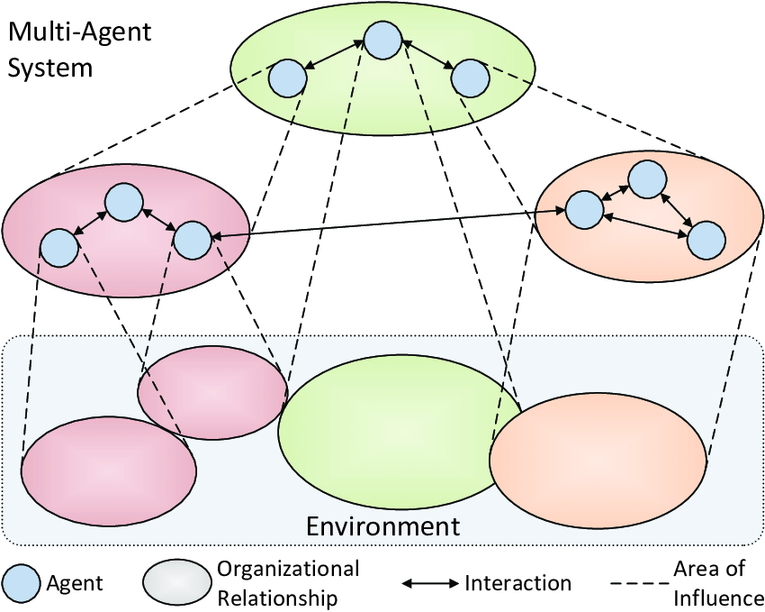 Multi-Agent
System
Environment
Agent
Organizational
Relationship
Interaction
Area of
Influence